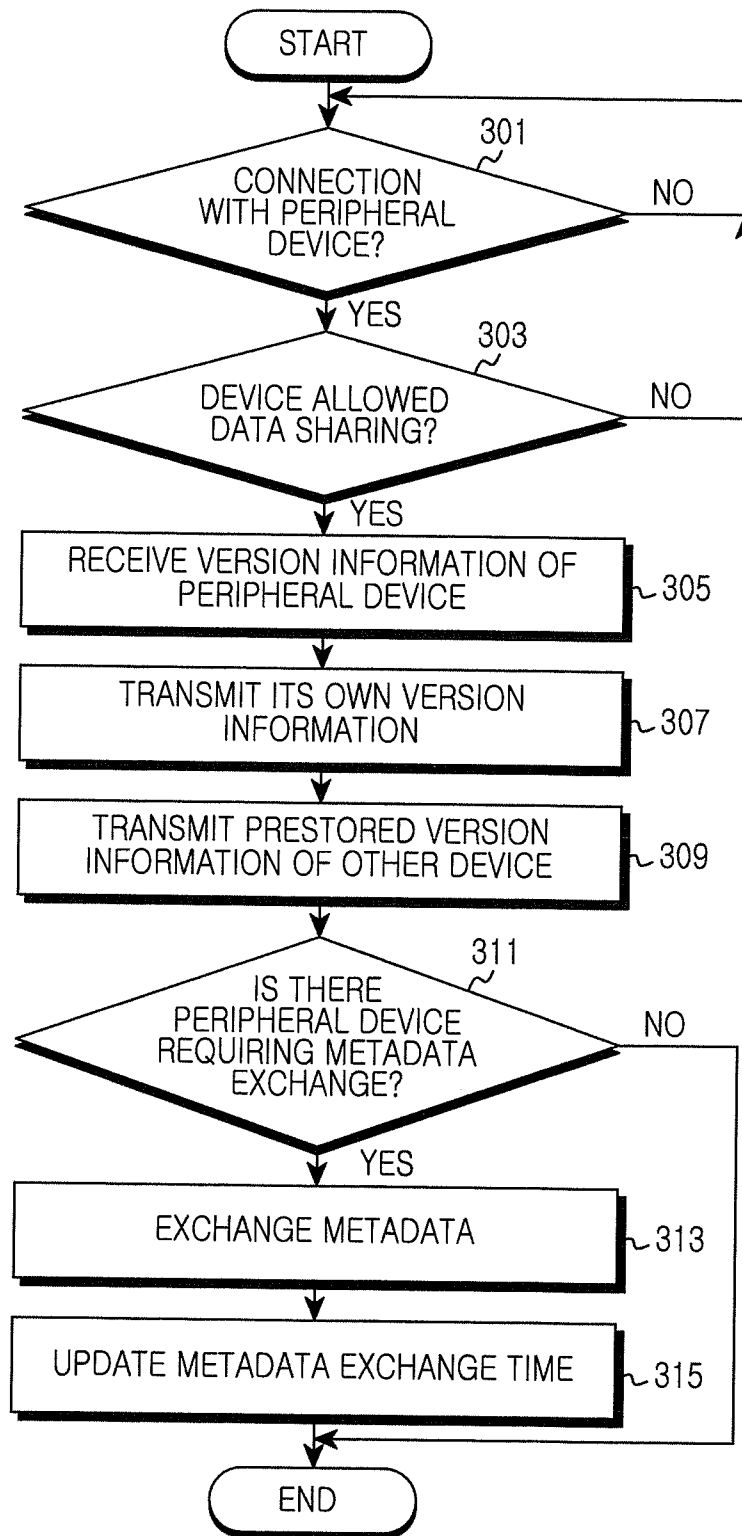 START
301
CONNECTION
WITH PERIPHERAL
DEVICE?
NO
YES
303
DEVICE ALLOWED
DATA SHARING?
NO
YES
RECEIVE VERSION INFORMATION OF
PERIPHERAL DEVICE
305
TRANSMIT ITS OWN VERSION
INFORMATION
307
TRANSMIT PRESTORED VERSION
INFORMATION OF OTHER DEVICE
309
311
IS THERE
PERIPHERAL DEVICE
REQUIRING METADATA
EXCHANGE?
NO
YES
EXCHANGE METADATA
313
UPDATE METADATA EXCHANGE TIME
315
END